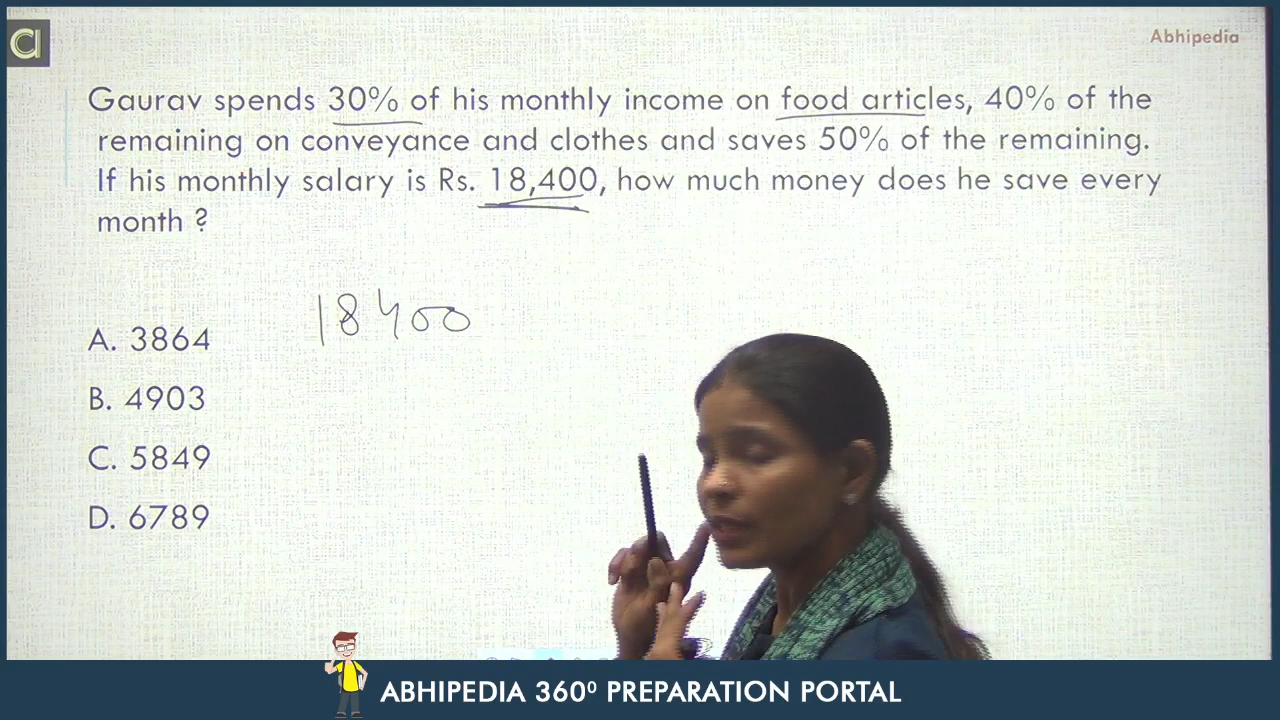 Abhipedia
Gaurav spends 30% of his monthly income on food articles, 40% of the
remaining on conveyance and clothes and saves 50% of the remaining.
If his monthly salary is Rs. 18,400, how much money does he save every
month ?
18400
A. 3864
B. 4903
C. 5849
D. 6789
ABHIPEDIA 360⁰ PREPARATION PORTAL